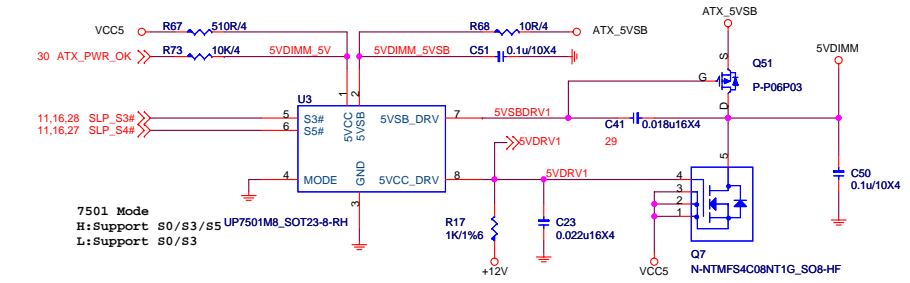 ATX_5VSB
VCC5
R67
510R/4
R68
10R/4
ATX_5VSB
5VDIMM
30 ATX_PWR_OK
R73
10K/4
5VDIMM_5V
5VDIMM_5VSB
C51
0.1u/10X4
S
Q51
G
P-P06P03
D
1
2
U3
11,16,28 SLP_S3#
5
S3#
5VCC
5VSB
5VSB_DRV
7
5VSBDRV1
C41
0.018u16X4
11,16,27 SLP_S4#
6
S5#
5VDRV1
29
5
4
MODE
GND
5VCC_DRV
8
5VDRV1
4
3
2
1
C50
0.1u/10X4
3
7501 Mode
H:Support S0/S3/S5
L:Support S0/S3
UP7501M8_SOT23-8-RH
R17
1K/1%6
C23
0.022u16X4
+12V
VCC5
Q7
N-NTMFS4C08NT1G_SO8-HF